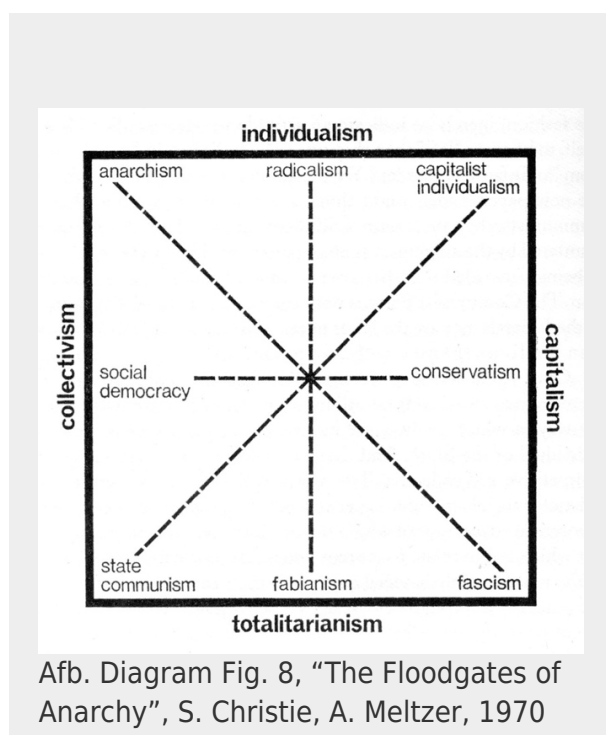 individualism
anarchism
radicalism
capitalist
individualism
collectivism
social
democracy
conservatism
capitalism
state
communism
fabianism
fascism
totalitarianism
Afb. Diagram Fig. 8, “The Floodgates of
Anarchy”, S. Christie, A. Meltzer, 1970